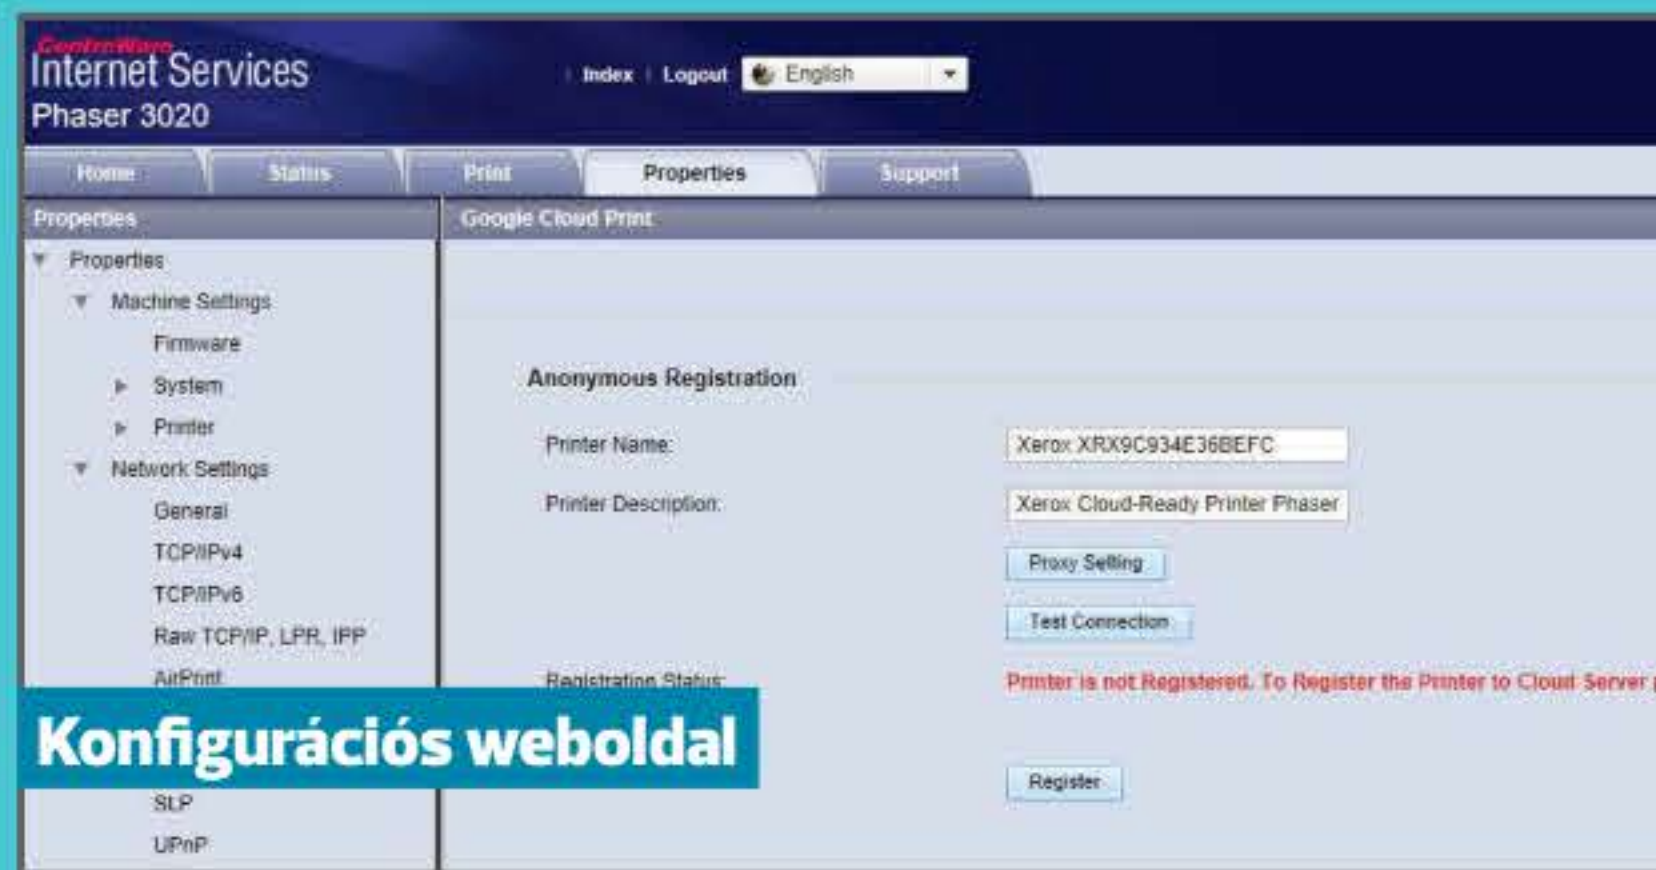 CentreWare
Internet Services
Phaser 3020
Index Logout English
Home Status Print Properties Support
Properties
Google Cloud Print
Properties
Machine Settings
Firmware
System
Anonymous Registration
Printer
Printer Name: Xerox XRX9C934E36BEFC
Network Settings
General
Printer Description: Xerox Cloud-Ready Printer Phaser
TCP/IPv4
Proxy Setting
TCP/IPv6
Test Connection
Raw TCP/IP, LPR, IPP
AirPrint
Registration Status: Printer is not Registered. To Register the Printer to Cloud Server
Konfigurációs weboldal
Register
SLP
UPnP